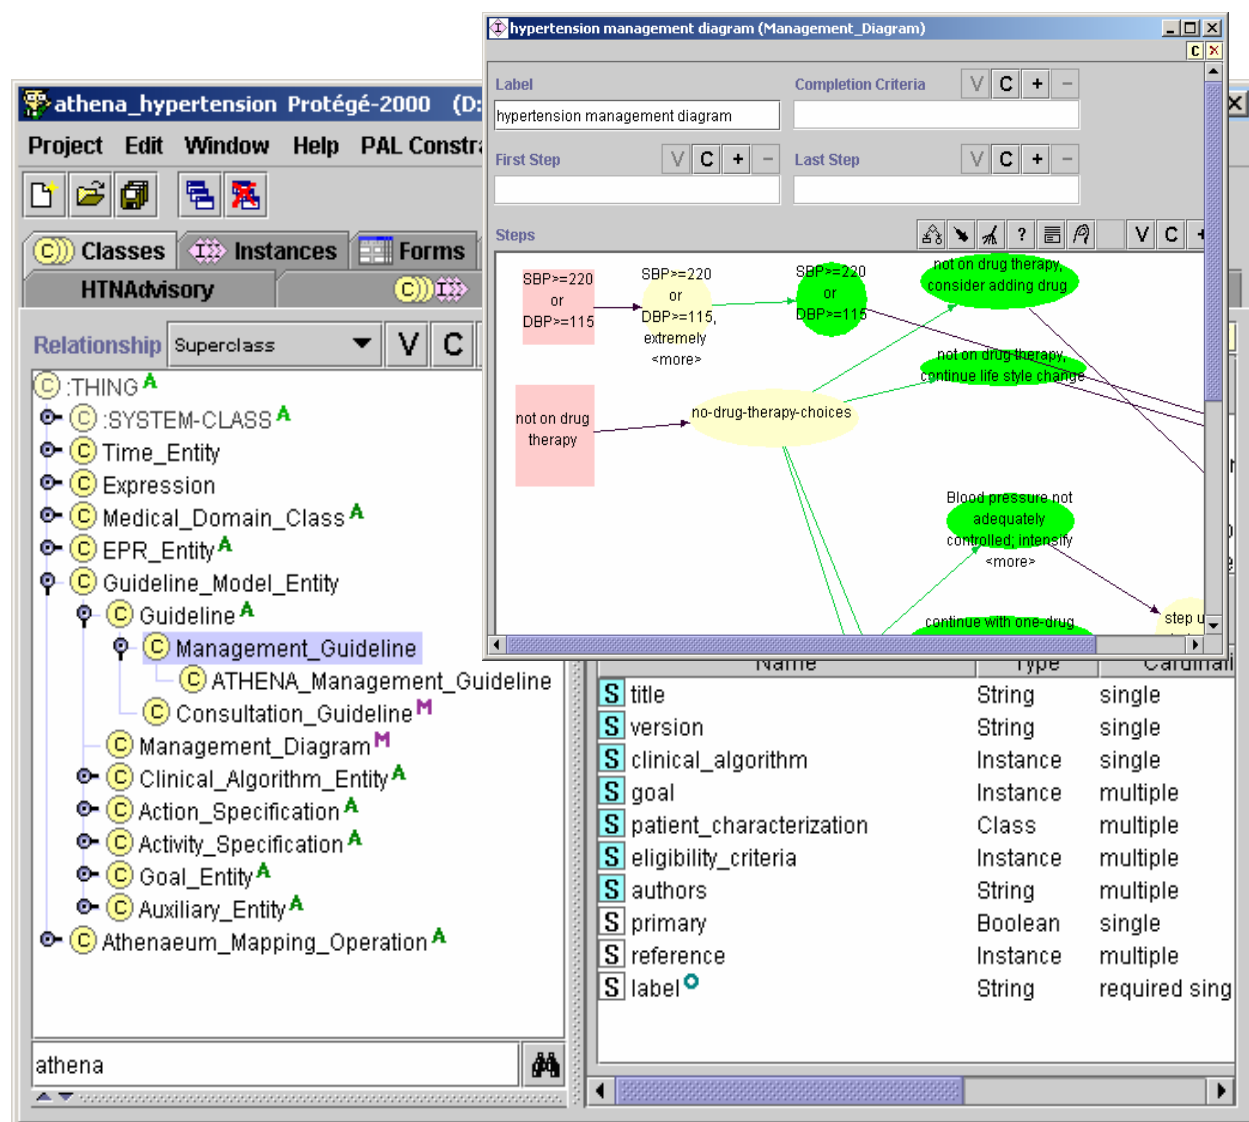 hypertension management diagram (Management_Diagram)
C
Label
Completion Criteria
V C + −
hypertension management diagram
First Step
V C + −
Last Step
V C + −
Steps
?
V C +
SBP>=220
or
DBP>=115
SBP>=220
or
DBP>=115,
extremely
<more>
SBP>=220
or
DBP>=115
not on drug therapy,
consider adding drug
not on drug therapy,
continue life style change
not on drug
therapy
no-drug-therapy-choices
Blood pressure not
adequately
controlled; intensify
<more>
continue with one-drug
step u
athena_hypertension Protégé-2000 (D:
Project Edit Window Help PAL Constra
C Classes
I Instances
Forms
HTNAdvisory
C I
Relationship Superclass V C
C :THING A
C :SYSTEM-CLASS A
C Time_Entity
C Expression
C Medical_Domain_Class A
C EPR_Entity A
C Guideline_Model_Entity
C Guideline A
C Management_Guideline
C ATHENA_Management_Guideline
C Consultation_Guideline M
C Management_Diagram M
C Clinical_Algorithm_Entity A
C Action_Specification A
C Activity_Specification A
C Goal_Entity A
C Auxiliary_Entity A
C Athenaeum_Mapping_Operation A
athena
Name Type Cardinali
S title String single
S version String single
S clinical_algorithm Instance single
S goal Instance multiple
S patient_characterization Class multiple
S eligibility_criteria Instance multiple
S authors String multiple
S primary Boolean single
S reference Instance multiple
S label String required sing